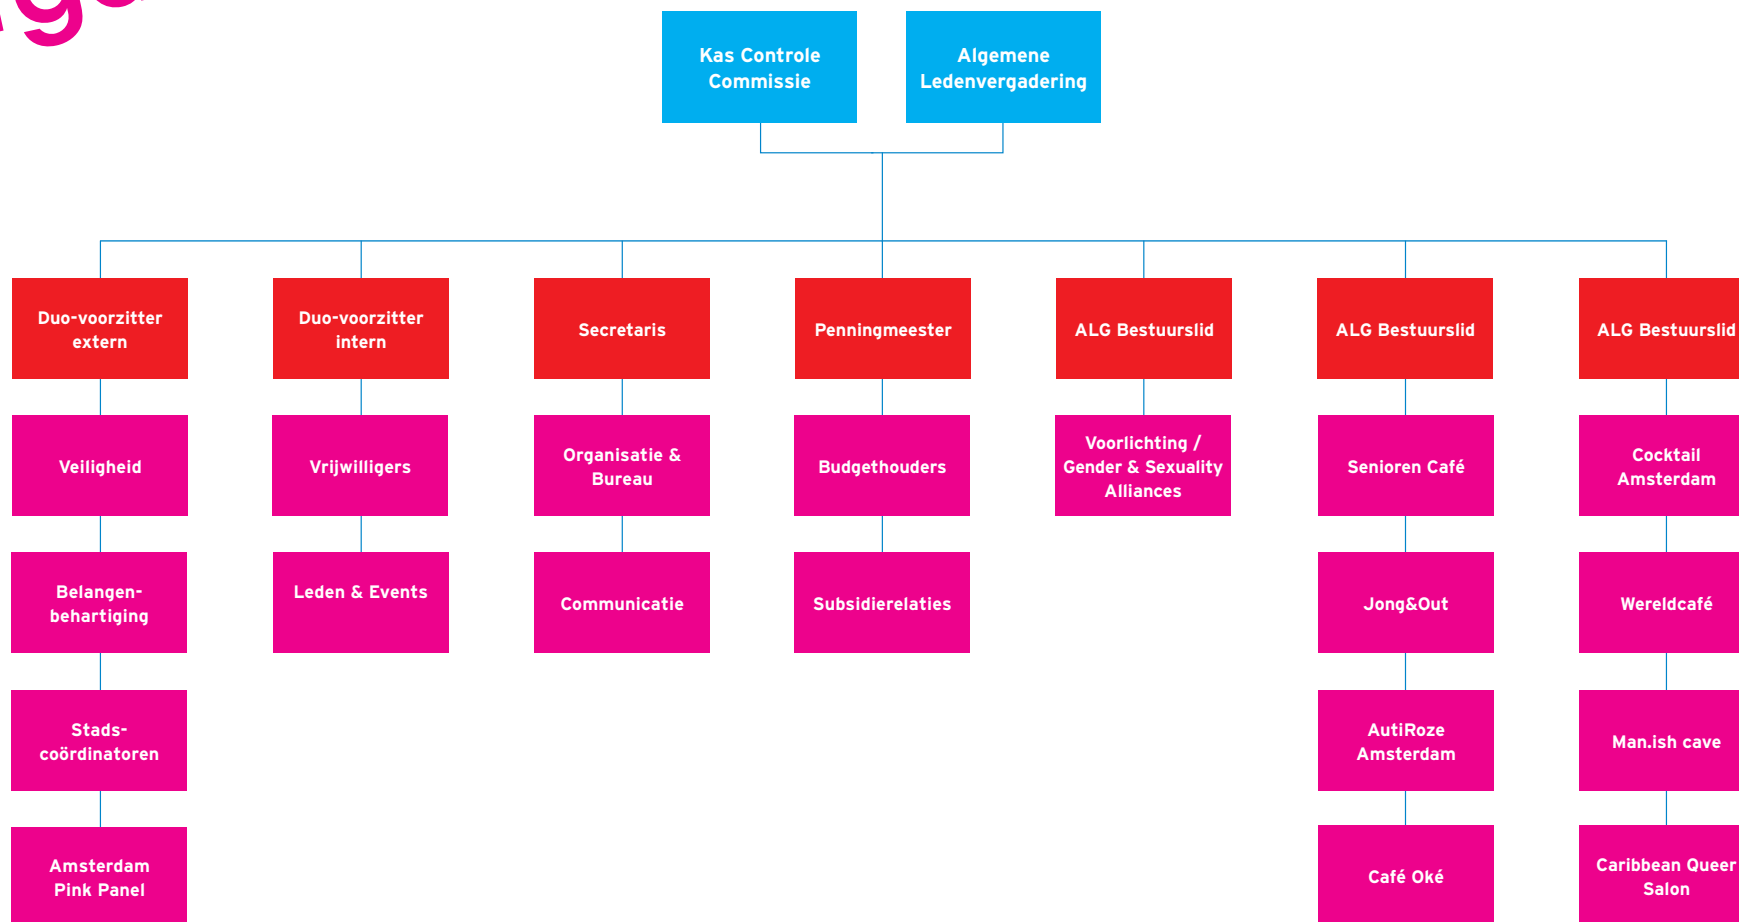 Kas Controle
Commissie
Algemene
Ledenvergadering
Duo-voorzitter
extern
Duo-voorzitter
intern
Secretaris
Penningmeester
ALG Bestuurslid
ALG Bestuurslid
ALG Bestuurslid
Veiligheid
Vrijwilligers
Organisatie &
Bureau
Budgethouders
Voorlichting /
Gender & Sexuality
Alliances
Senioren Café
Cocktail
Amsterdam
Belangen-
behartiging
Leden & Events
Communicatie
Subsidierelaties
Jong&Out
Wereldcafé
Stads-
coördinatoren
AutiRoze
Amsterdam
Man.ish cave
Amsterdam
Pink Panel
Café Oké
Caribbean Queer
Salon